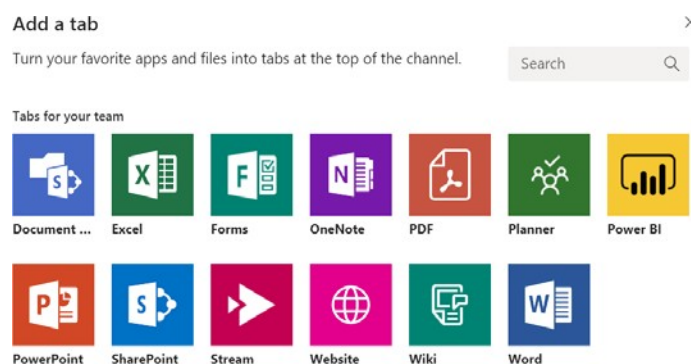 Add a tab
Turn your favorite apps and files into tabs at the top of the channel.
Search
Tabs for your team
Document ... Excel Forms OneNote PDF Planner Power BI
PowerPoint SharePoint Stream Website Wiki Word